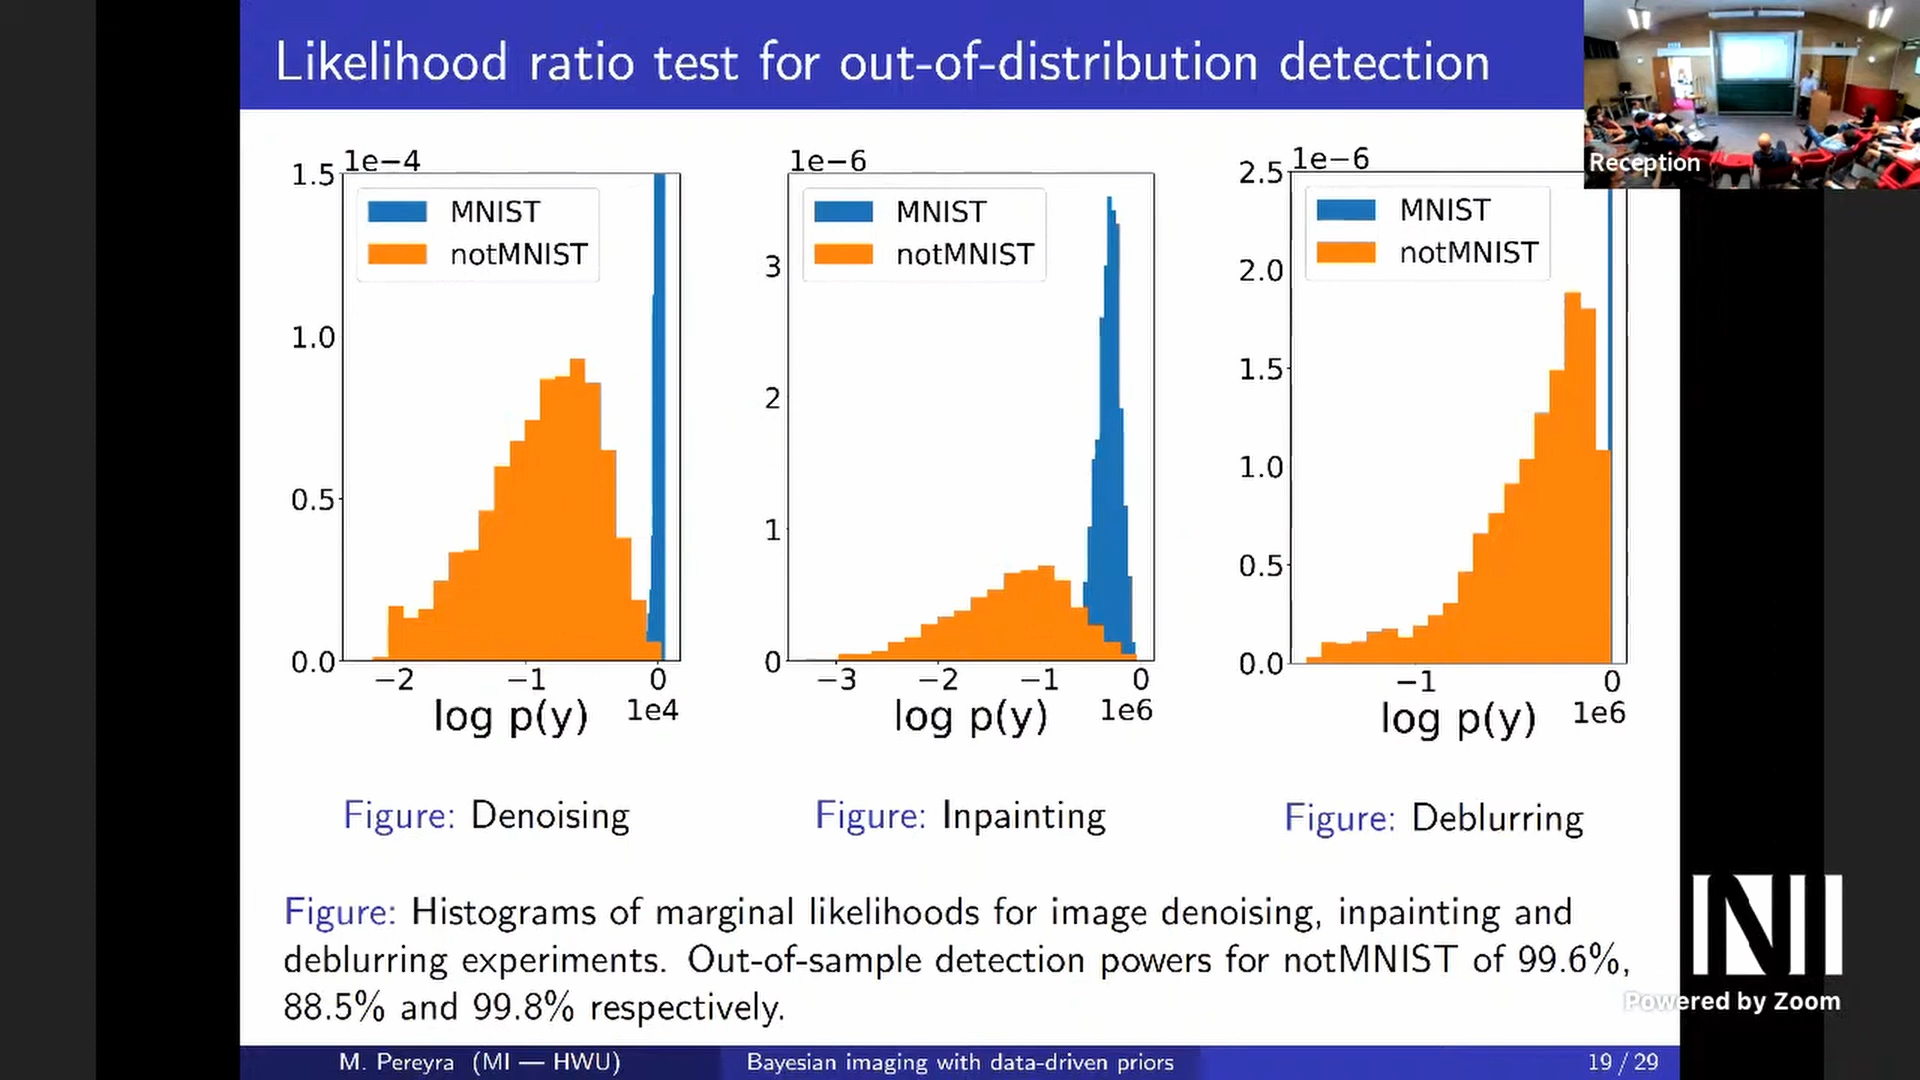 Likelihood ratio test for out-of-distribution detection
Reception
1e−4
1.5
1.0
0.5
0.0
MNIST
notMNIST
−2 −1 0
log p(y) 1e4
1e−6
3
2
1
0
MNIST
notMNIST
−3 −2 −1 0
log p(y) 1e6
1e−6
2.5
2.0
1.5
1.0
0.5
0.0
MNIST
notMNIST
−1 0
log p(y) 1e6
Figure: Denoising
Figure: Inpainting
Figure: Deblurring
Figure: Histograms of marginal likelihoods for image denoising, inpainting and
deblurring experiments. Out-of-sample detection powers for notMNIST of 99.6%,
88.5% and 99.8% respectively.
NI
Powered by Zoom
M. Pereyra (MI — HWU)
Bayesian imaging with data-driven priors
19 / 29